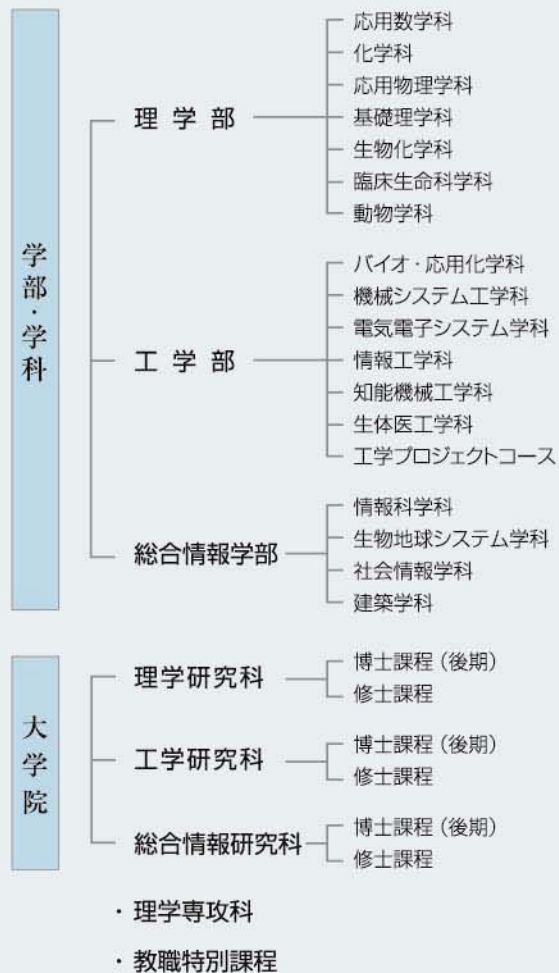 学部・学科
理学部
応用数学科
化学科
応用物理学科
基礎理学科
生物化学科
臨床生命科学科
動物学科
工学部
バイオ・応用化学科
機械システム工学科
電気電子システム学科
情報工学科
知能機械工学科
生体医工学科
工学プロジェクトコース
総合情報学部
情報科学科
生物地球システム学科
社会情報学科
建築学科
大学院
理学研究科
博士課程（後期）
修士課程
工学研究科
博士課程（後期）
修士課程
総合情報研究科
博士課程（後期）
修士課程
・理学専攻科
・教職特別課程